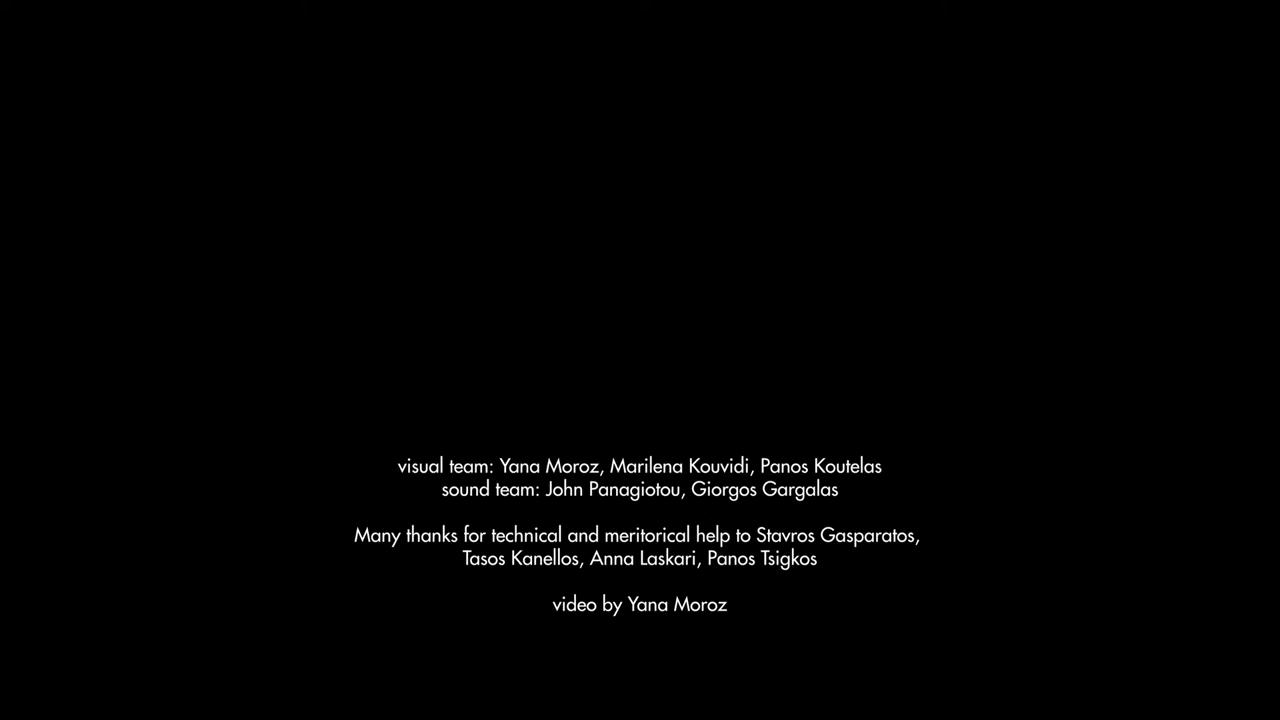 visual team: Yana Moroz, Marilena Kouvidi, Panos Koutelas
sound team: John Panagiotou, Giorgos Gargalas
Many thanks for technical and meritorical help to Stavros Gasparatos,
Tasos Kanellos, Anna Laskari, Panos Tsigkos
video by Yana Moroz